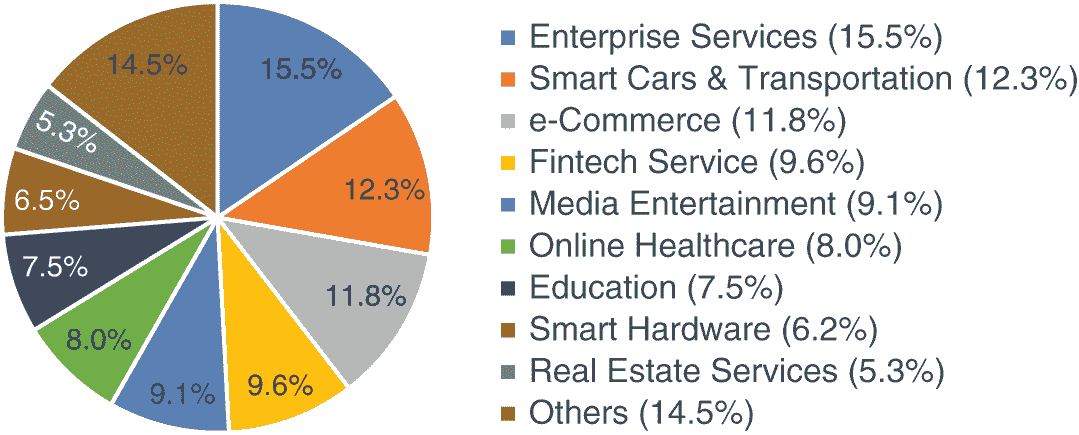 15.5%
12.3%
11.8%
9.6%
9.1%
8.0%
7.5%
6.5%
5.3%
14.5%
Enterprise Services (15.5%)
Smart Cars & Transportation (12.3%)
e-Commerce (11.8%)
Fintech Service (9.6%)
Media Entertainment (9.1%)
Online Healthcare (8.0%)
Education (7.5%)
Smart Hardware (6.2%)
Real Estate Services (5.3%)
Others (14.5%)